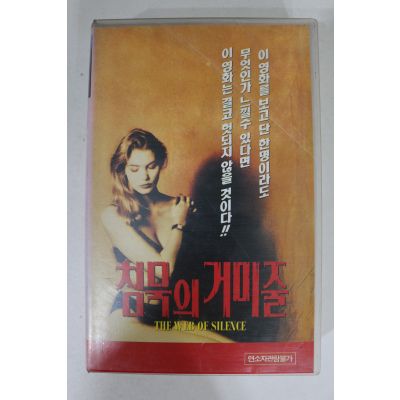 이 영화를 보고 단 한명이라도
무엇인가 느낄수 있다면
이 영화는 결코 헛되지 않을 것이다!!
침묵의 거미줄
THE WEB OF SILENCE
연소자관람불가